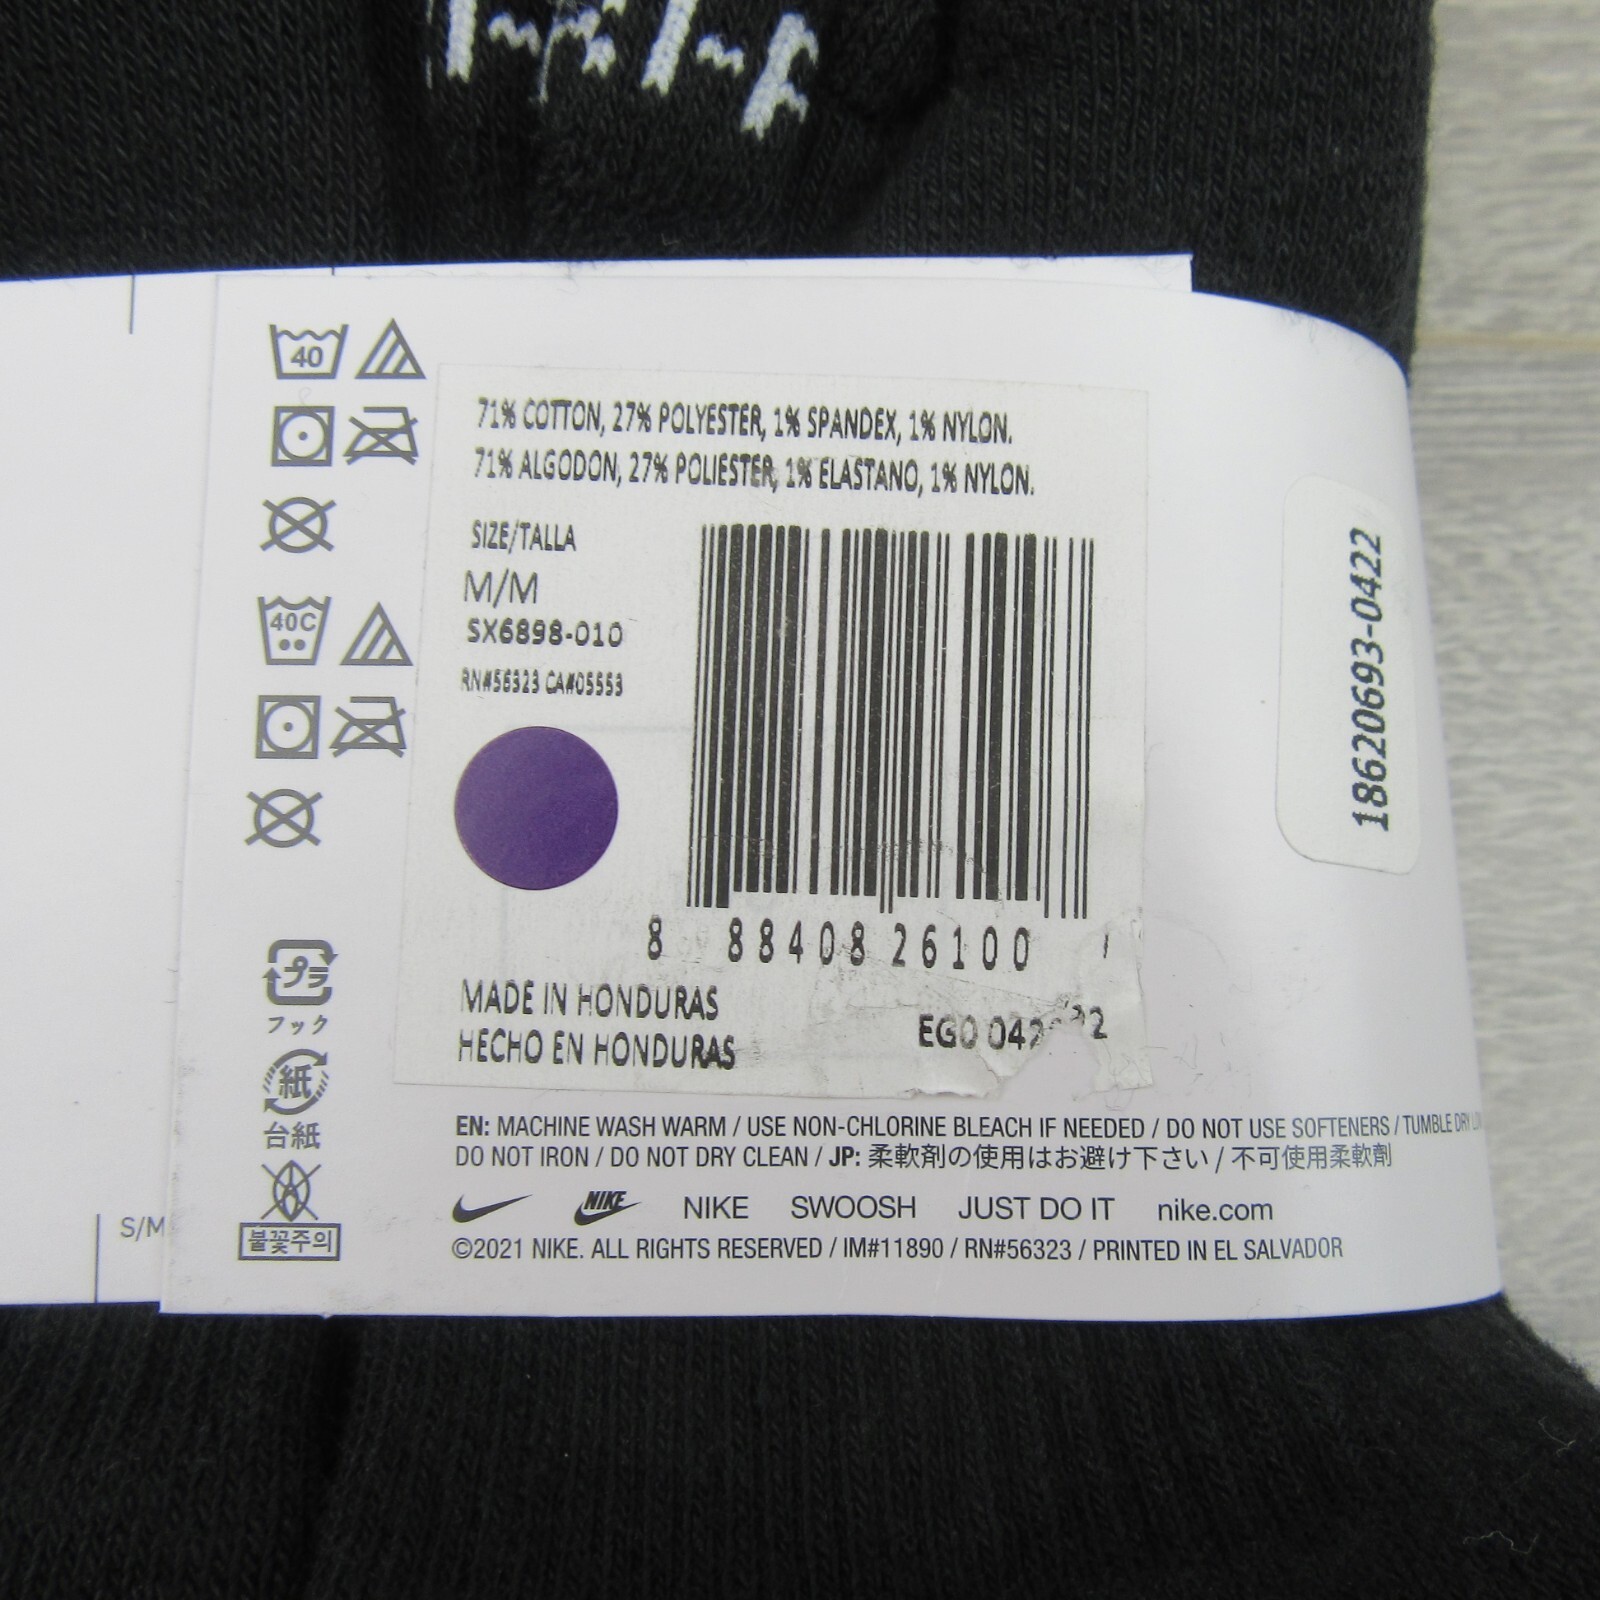 40
71% COTTON, 27% POLYESTER, 1% SPANDEX, 1% NYLON.
71% ALGODON, 27% POLIESTER, 1% ELASTANO, 1% NYLON.
SIZE/TALLA
M/M
SX6898-010
RN#56323 CA#05553
40C
8 88408 26100
MADE IN HONDURAS
HECHO EN HONDURAS
EGO
18620693-0422
プラ
フック
紙
台紙
불꽃주의
S/M
EN: MACHINE WASH WARM / USE NON-CHLORINE BLEACH IF NEEDED / DO NOT USE SOFTENERS / TUMBLE DRY
DO NOT IRON / DO NOT DRY CLEAN / JP: 柔軟剤の使用はお避け下さい / 不可使用柔軟劑
NIKE NIKE SWOOSH JUST DO IT nike.com
©2021 NIKE. ALL RIGHTS RESERVED / IM#11890 / RN#56323 / PRINTED IN EL SALVADOR